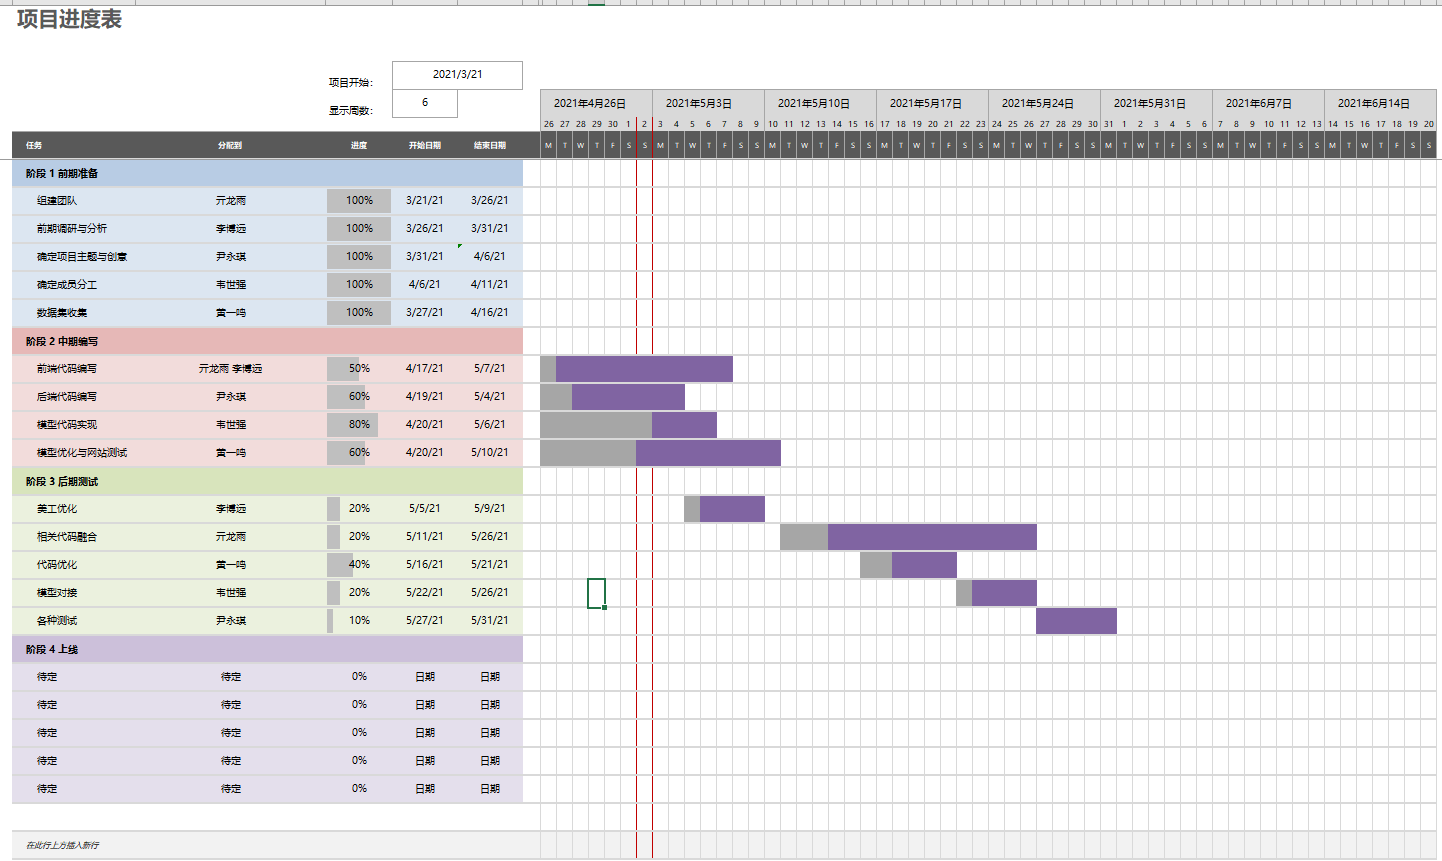 项目进度表
项目开始: 2021/3/21
显示周数: 6
2021年4月26日 2021年5月3日 2021年5月10日 2021年5月17日 2021年5月24日 2021年5月31日 2021年6月7日 2021年6月14日
26 27 28 29 30 1 2 3 4 5 6 7 8 9 10 11 12 13 14 15 16 17 18 19 20 21 22 23 24 25 26 27 28 29 30 31 1 2 3 4 5 6 7 8 9 10 11 12 13 14 15 16 17 18 19 20
任务 分配到 进度 开始日期 结束日期 M T W T F S S M T W T F S S M T W T F S S M T W T F S S M T W T F S S M T W T F S S M T W T F S S M T W T F S S
阶段 1 前期准备
组建团队 亓龙雨 100% 3/21/21 3/26/21
前期调研与分析 李博远 100% 3/26/21 3/31/21
确定项目主题与创意 尹永琪 100% 3/31/21 4/6/21
确定成员分工 韦世强 100% 4/6/21 4/11/21
数据集收集 黄一鸣 100% 3/27/21 4/16/21
阶段 2 中期编写
前端代码编写 亓龙雨 李博远 50% 4/17/21 5/7/21
后端代码编写 尹永琪 60% 4/19/21 5/4/21
模型代码实现 韦世强 80% 4/20/21 5/6/21
模型优化与网站测试 黄一鸣 60% 4/20/21 5/10/21
阶段 3 后期测试
美工优化 李博远 20% 5/5/21 5/9/21
相关代码融合 亓龙雨 20% 5/11/21 5/26/21
代码优化 黄一鸣 40% 5/16/21 5/21/21
模型对接 韦世强 20% 5/22/21 5/26/21
各种测试 尹永琪 10% 5/27/21 5/31/21
阶段 4 上线
待定 待定 0% 日期 日期
待定 待定 0% 日期 日期
待定 待定 0% 日期 日期
待定 待定 0% 日期 日期
待定 待定 0% 日期 日期
在此行上方插入新行